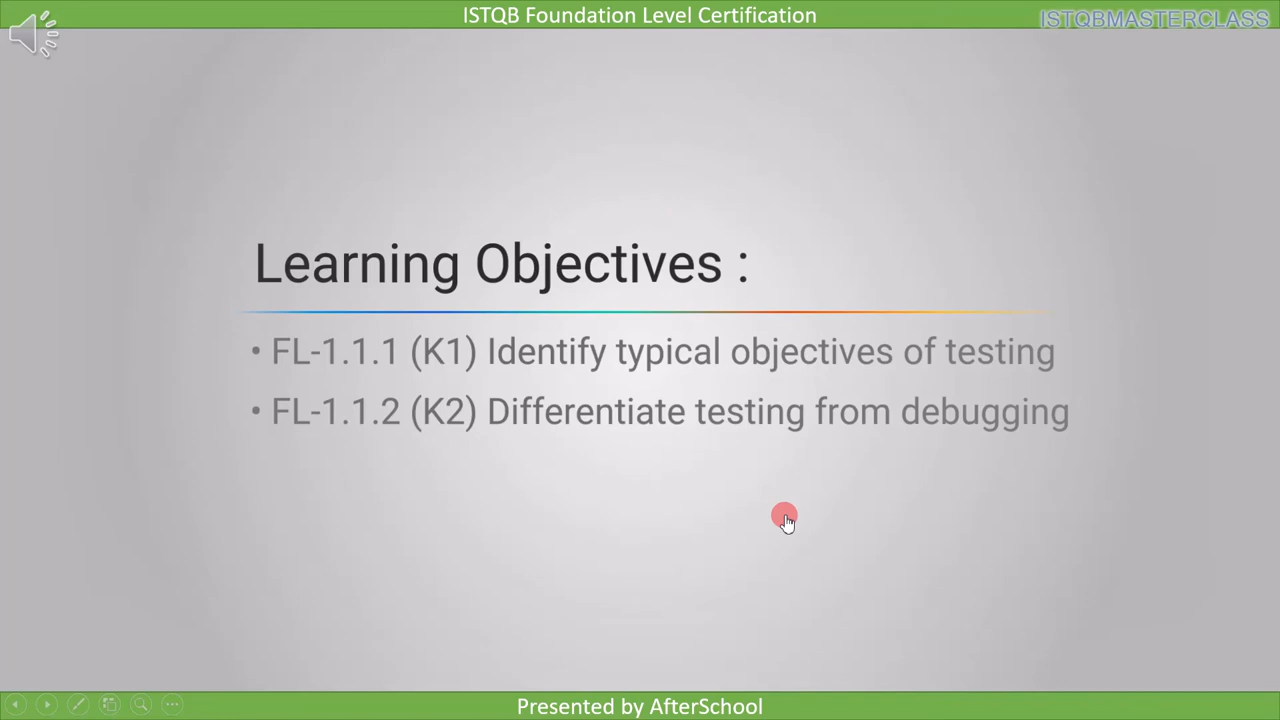 ISTQB Foundation Level Certification
ISTQBMASTERCLASS
Learning Objectives :
• FL-1.1.1 (K1) Identify typical objectives of testing
• FL-1.1.2 (K2) Differentiate testing from debugging
Presented by AfterSchool